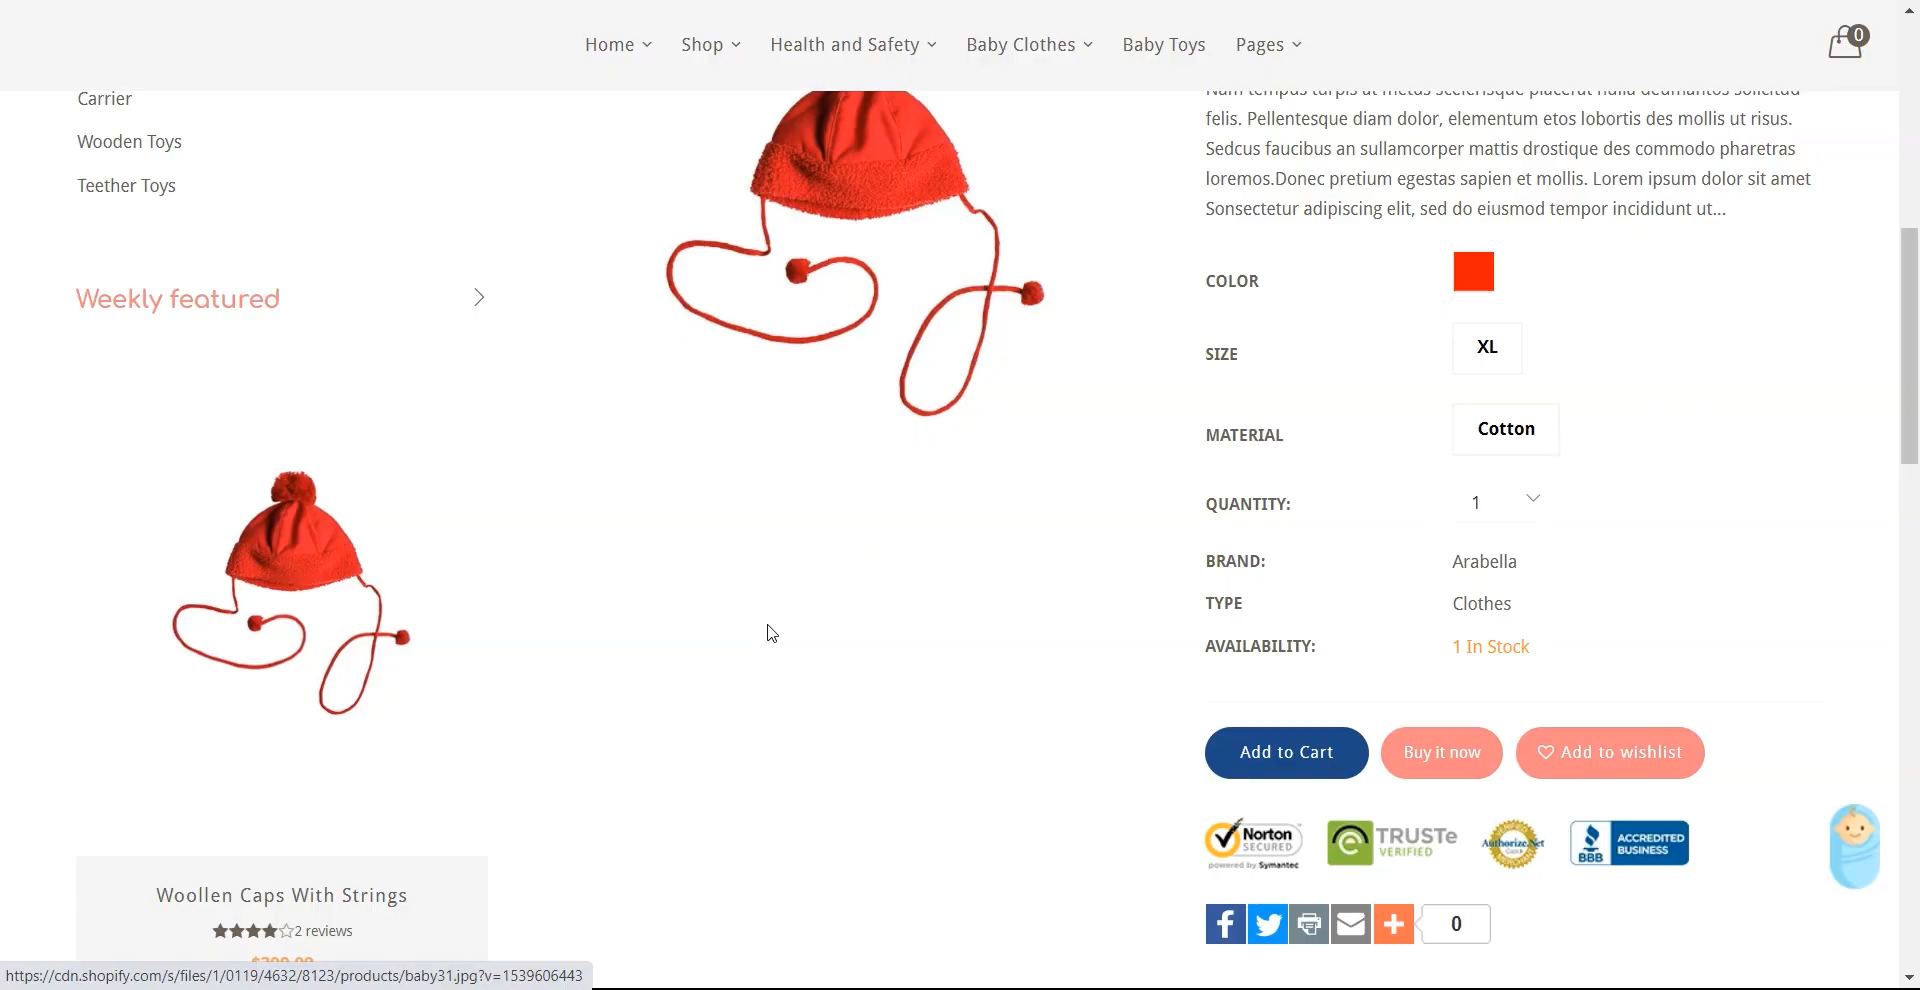 Home
Shop
Health and Safety
Baby Clothes
Baby Toys
Pages
0
Carrier
Wooden Toys
Teether Toys
Weekly featured
Woollen Caps With Strings
2 reviews
felis. Pellentesque diam dolor, elementum etos lobortis des mollis ut risus.
Sedcus faucibus an sullamcorper mattis drostique des commodo pharetras
loremos.Donec pretium egestas sapien et mollis. Lorem ipsum dolor sit amet
Sonsectetur adipiscing elit, sed do eiusmod tempor incididunt ut...
COLOR
SIZE
XL
MATERIAL
Cotton
QUANTITY:
1
BRAND:
Arabella
TYPE
Clothes
AVAILABILITY:
1 In Stock
Add to Cart
Buy it now
Add to wishlist
Norton
SECURED
powered by Symantec
TRUSTe
VERIFIED
Authorize.Net
BBB
ACCREDITED
BUSINESS
0
https://cdn.shopify.com/s/files/1/0119/4632/8123/products/baby31.jpg?v=1539606443